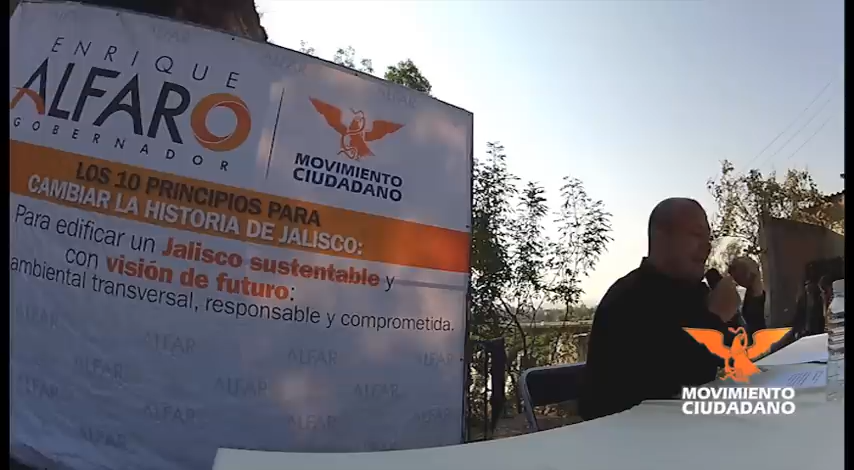 ENRIQUE
ALFARO
GOBERNADOR
MOVIMIENTO
CIUDADANO
LOS 10 PRINCIPIOS PARA
CAMBIAR LA HISTORIA DE JALISCO:
Para edificar un Jalisco sustentable y
con visión de futuro:
ambiental transversal, responsable y comprometida.
MOVIMIENTO
CIUDADANO